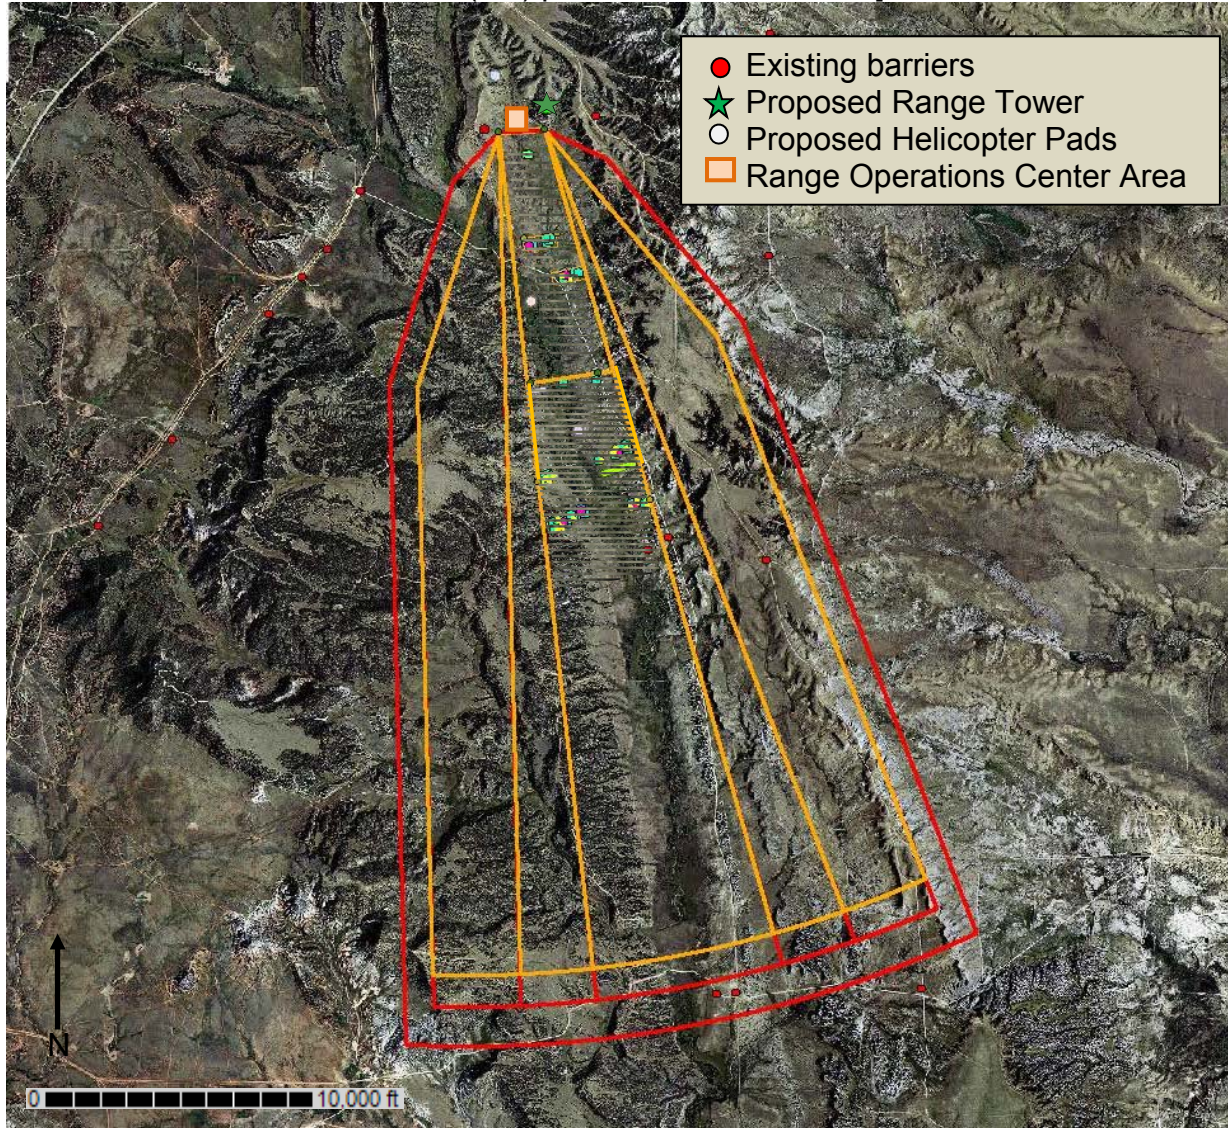 Existing barriers
Proposed Range Tower
Proposed Helicopter Pads
Range Operations Center Area
N
0 10,000 ft